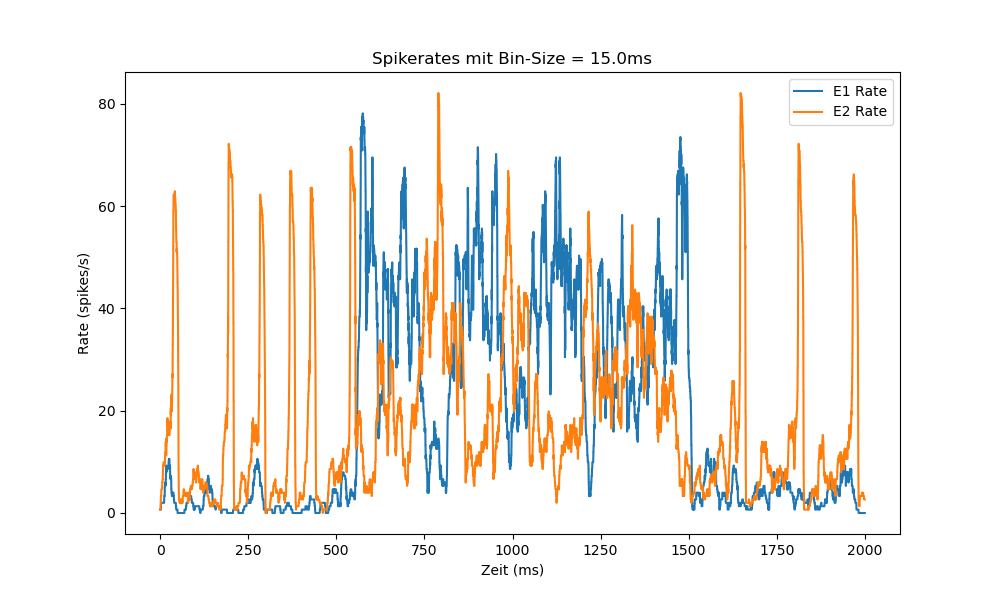 Spikerates mit Bin-Size = 15.0ms
E1 Rate
E2 Rate
Rate (spikes/s)
80
60
40
20
0
0 250 500 750 1000 1250 1500 1750 2000
Zeit (ms)